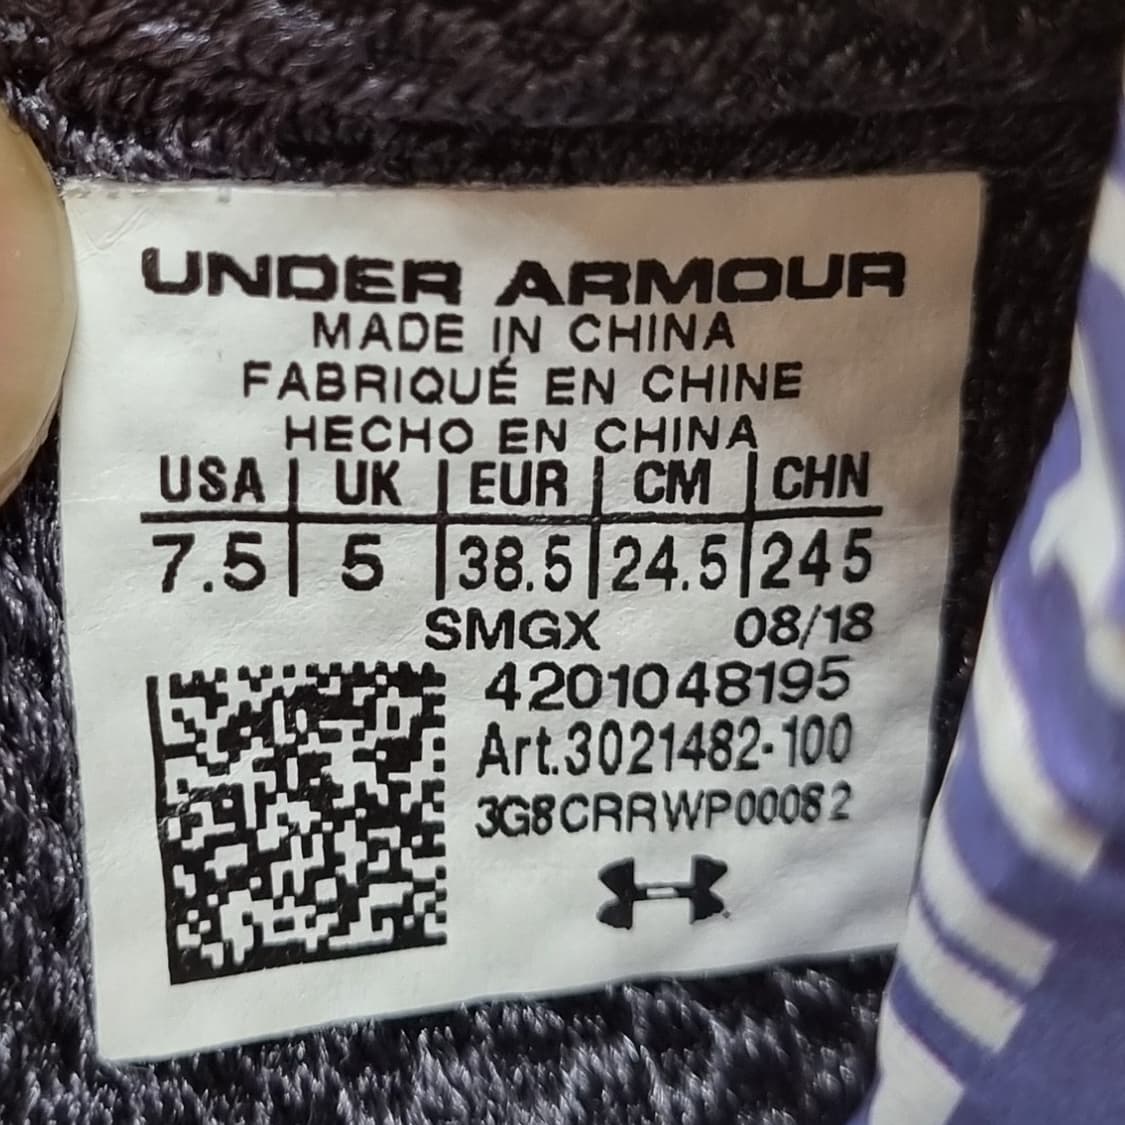 UNDER ARMOUR
MADE IN CHINA
FABRIQUÉ EN CHINE
HECHO EN CHINA
USA | UK | EUR | CM | CHN
7.5 | 5 | 38.5 | 24.5 | 245
SMGX 08/18
4201048195
Art.3021482-100
3G8CRRWP00082